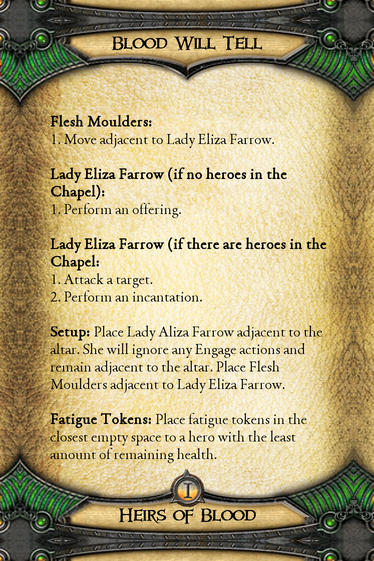 Blood Will Tell
Flesh Moulders:
1. Move adjacent to Lady Eliza Farrow.
Lady Eliza Farrow (if no heroes in the
Chapel):
1. Perform an offering.
Lady Eliza Farrow (if there are heroes in the
Chapel:
1. Attack a target.
2. Perform an incantation.
Setup: Place Lady Aliza Farrow adjacent to the
altar. She will ignore any Engage actions and
remain adjacent to the altar. Place Flesh
Moulders adjacent to Lady Eliza Farrow.
Fatigue Tokens: Place fatigue tokens in the
closest empty space to a hero with the least
amount of remaining health.
I
Heirs of Blood